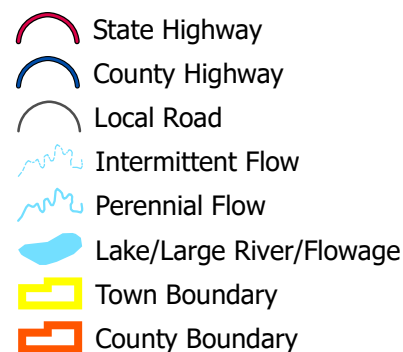 State Highway
County Highway
Local Road
Intermittent Flow
Perennial Flow
Lake/Large River/Flowage
Town Boundary
County Boundary